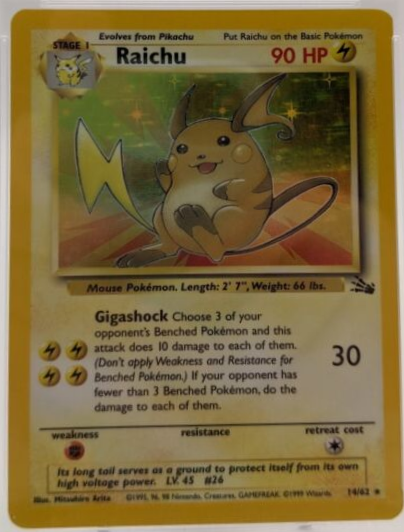 Evolves from Pikachu Put Raichu on the Basic Pokémon
STAGE 1
Raichu 90 HP
Mouse Pokémon. Length: 2' 7", Weight: 66 lbs.
Gigashock Choose 3 of your
opponent's Benched Pokémon and this
attack does 10 damage to each of them.
(Don't apply Weakness and Resistance for
Benched Pokémon.) If your opponent has
fewer than 3 Benched Pokémon, do the
damage to each of them.
30
weakness resistance retreat cost
Its long tail serves as a ground to protect itself from its own
high voltage power. LV. 45 #26
Illus. Mitsuhiro Arita ©1995, 96, 98 Nintendo, Creatures, GAMEFREAK. ©1999 Wizards. 14/62 ★